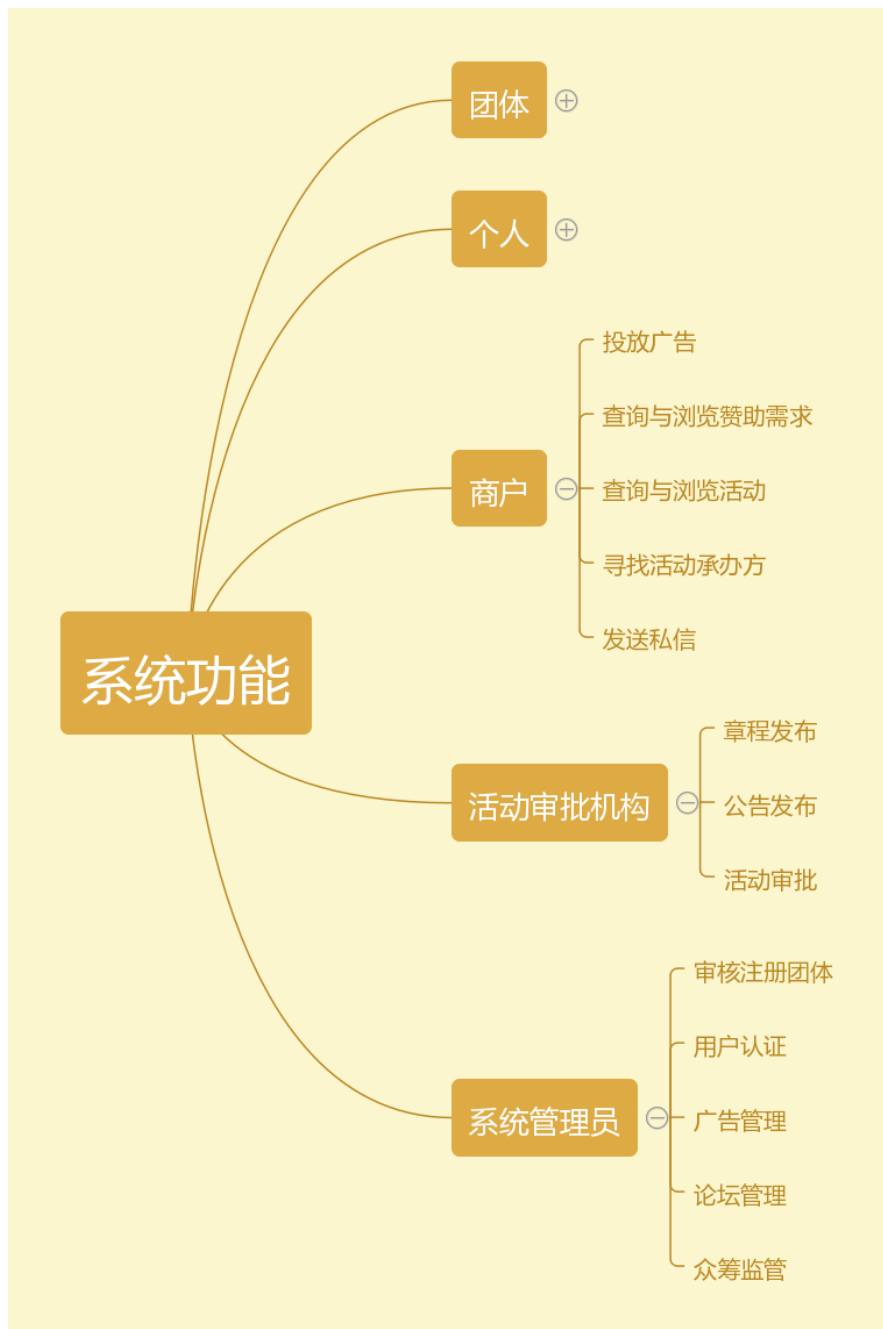 系统功能
团体
个人
商户
投放广告
查询与浏览赞助需求
查询与浏览活动
寻找活动承办方
发送私信
活动审批机构
章程发布
公告发布
活动审批
系统管理员
审核注册团体
用户认证
广告管理
论坛管理
众筹监管